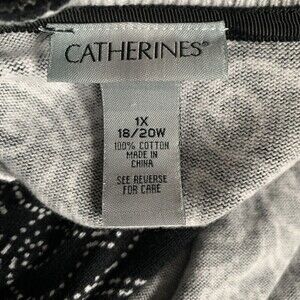 CATHERINES®
1X
18/20W
100% COTTON
MADE IN
CHINA
SEE REVERSE
FOR CARE